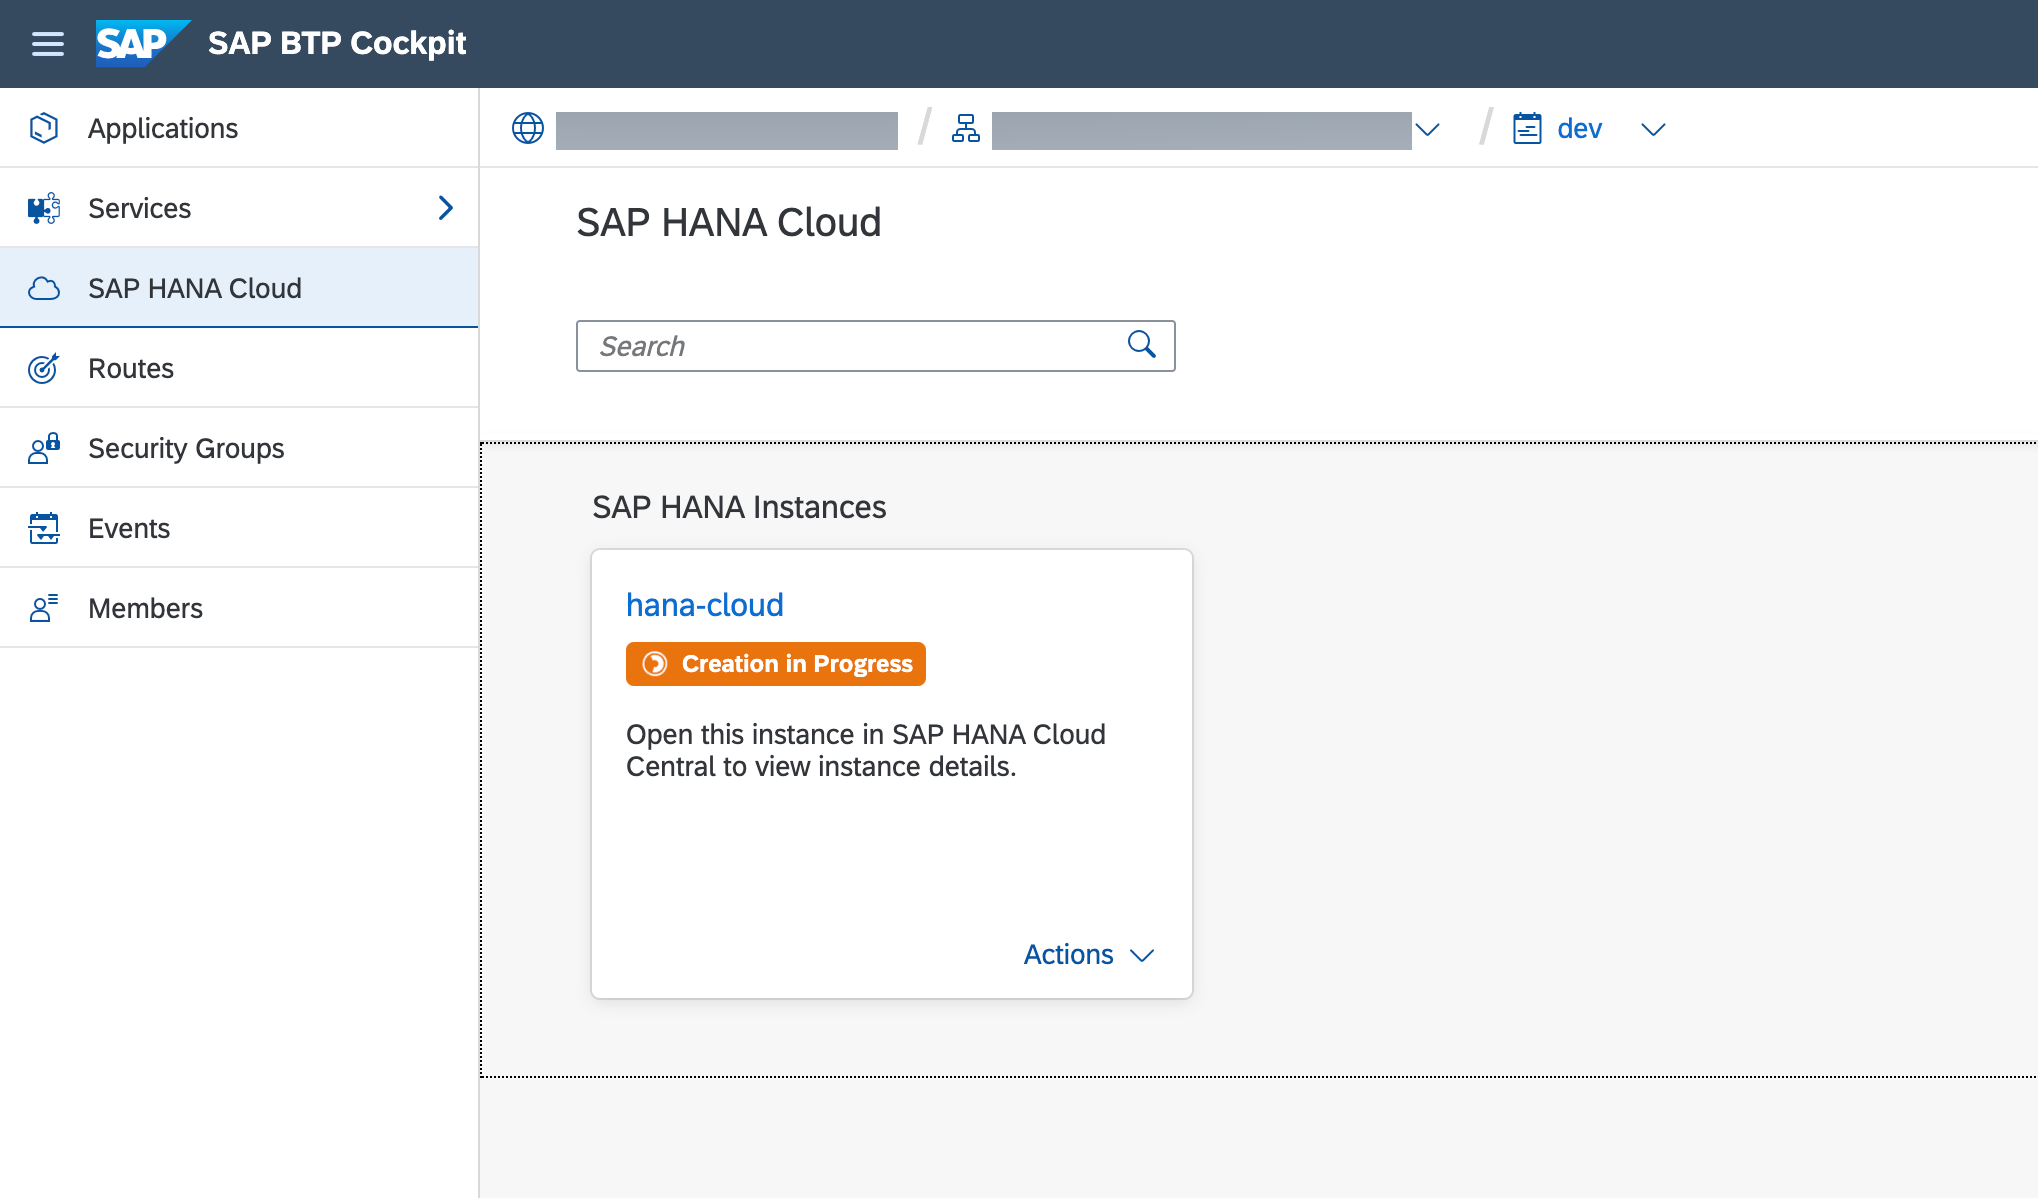 SAP SAP BTP Cockpit
Applications
Services
SAP HANA Cloud
Routes
Security Groups
Events
Members
/ / dev
SAP HANA Cloud
Search
SAP HANA Instances
hana-cloud
Creation in Progress
Open this instance in SAP HANA Cloud
Central to view instance details.
Actions